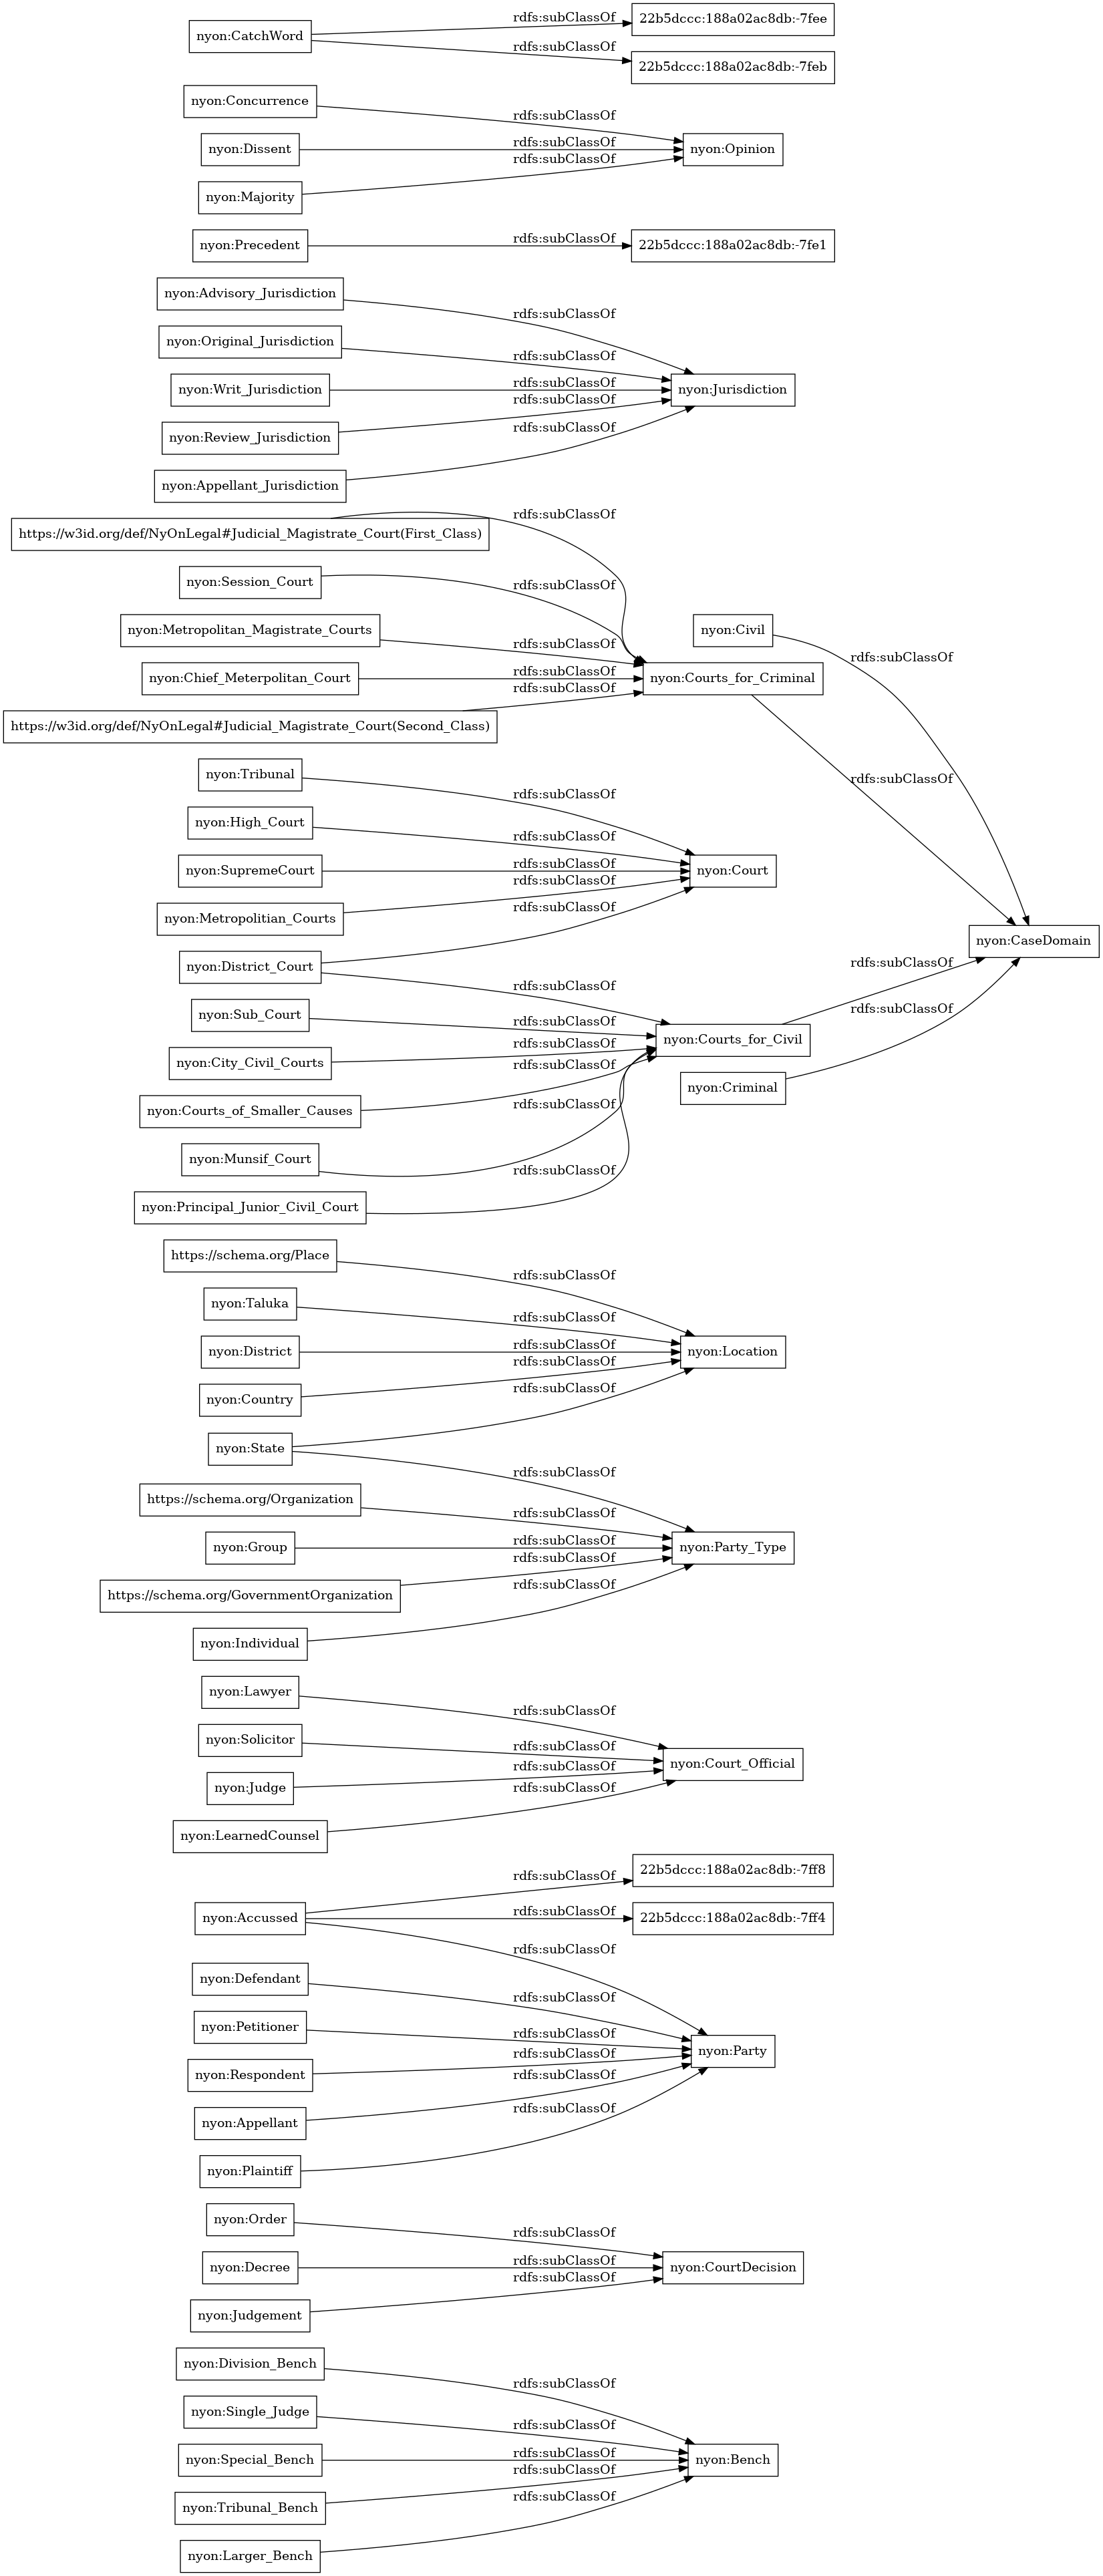 rdfs:subClassOf
22b5dccc:188a02ac8db:-7fee
nyon:CatchWord
rdfs:subClassOf
22b5dccc:188a02ac8db:-7feb
nyon:Concurrence
rdfs:subClassOf
nyon:Dissent
rdfs:subClassOf
nyon:Opinion
rdfs:subClassOf
nyon:Majority
nyon:Precedent
rdfs:subClassOf
22b5dccc:188a02ac8db:-7fe1
nyon:Advisory_Jurisdiction
rdfs:subClassOf
nyon:Original_Jurisdiction
rdfs:subClassOf
nyon:Writ_Jurisdiction
rdfs:subClassOf
nyon:Jurisdiction
rdfs:subClassOf
nyon:Review_Jurisdiction
rdfs:subClassOf
nyon:Appellant_Jurisdiction
rdfs:subClassOf
https://w3id.org/def/NyOnLegal#Judicial_Magistrate_Court(First_Class)
nyon:Session_Court
rdfs:subClassOf
nyon:Metropolitan_Magistrate_Courts
rdfs:subClassOf
nyon:Civil
rdfs:subClassOf
nyon:Chief_Meterpolitan_Court
rdfs:subClassOf
nyon:Courts_for_Criminal
rdfs:subClassOf
https://w3id.org/def/NyOnLegal#Judicial_Magistrate_Court(Second_Class)
nyon:Tribunal
rdfs:subClassOf
rdfs:subClassOf
nyon:High_Court
rdfs:subClassOf
nyon:SupremeCourt
rdfs:subClassOf
nyon:Court
rdfs:subClassOf
nyon:Metropolitian_Courts
rdfs:subClassOf
nyon:CaseDomain
nyon:District_Court
rdfs:subClassOf
rdfs:subClassOf
nyon:Sub_Court
rdfs:subClassOf
rdfs:subClassOf
nyon:Courts_for_Civil
rdfs:subClassOf
nyon:City_Civil_Courts
rdfs:subClassOf
nyon:Criminal
nyon:Courts_of_Smaller_Causes
rdfs:subClassOf
nyon:Munsif_Court
rdfs:subClassOf
nyon:Principal_Junior_Civil_Court
https://schema.org/Place
rdfs:subClassOf
nyon:Taluka
rdfs:subClassOf
nyon:District
rdfs:subClassOf
nyon:Location
rdfs:subClassOf
nyon:Country
rdfs:subClassOf
nyon:State
rdfs:subClassOf
https://schema.org/Organization
rdfs:subClassOf
nyon:Group
rdfs:subClassOf
nyon:Party_Type
rdfs:subClassOf
https://schema.org/GovernmentOrganization
rdfs:subClassOf
nyon:Individual
nyon:Lawyer
rdfs:subClassOf
nyon:Solicitor
rdfs:subClassOf
nyon:Court_Official
rdfs:subClassOf
nyon:Judge
rdfs:subClassOf
nyon:LearnedCounsel
rdfs:subClassOf
22b5dccc:188a02ac8db:-7ff8
nyon:Accussed
rdfs:subClassOf
22b5dccc:188a02ac8db:-7ff4
rdfs:subClassOf
nyon:Defendant
rdfs:subClassOf
nyon:Petitioner
rdfs:subClassOf
nyon:Party
rdfs:subClassOf
nyon:Respondent
rdfs:subClassOf
nyon:Appellant
rdfs:subClassOf
nyon:Plaintiff
nyon:Order
rdfs:subClassOf
nyon:Decree
rdfs:subClassOf
nyon:CourtDecision
rdfs:subClassOf
nyon:Judgement
nyon:Division_Bench
rdfs:subClassOf
nyon:Single_Judge
rdfs:subClassOf
nyon:Special_Bench
rdfs:subClassOf
nyon:Bench
rdfs:subClassOf
nyon:Tribunal_Bench
rdfs:subClassOf
nyon:Larger_Bench